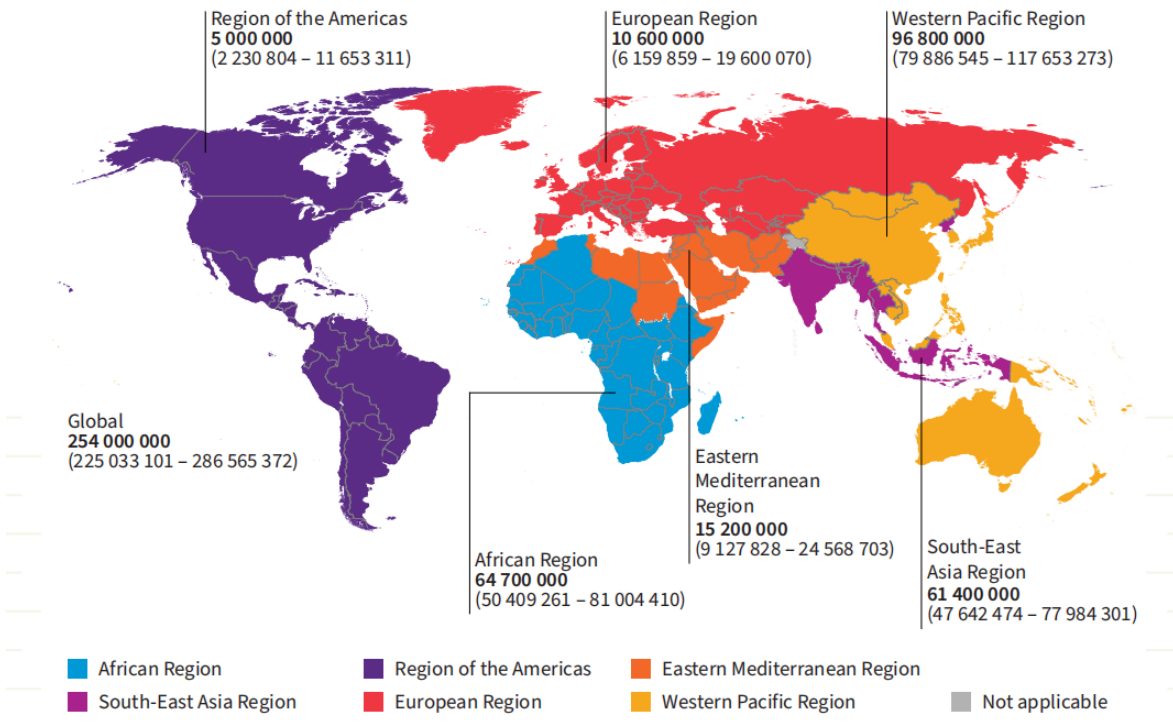 Region of the Americas
5 000 000
(2 230 804 – 11 653 311)
European Region
10 600 000
(6 159 859 – 19 600 070)
Western Pacific Region
96 800 000
(79 886 545 – 117 653 273)
Global
254 000 000
(225 033 101 – 286 565 372)
African Region
64 700 000
(50 409 261 – 81 004 410)
Eastern
Mediterranean
Region
15 200 000
(9 127 828 – 24 568 703)
South-East
Asia Region
61 400 000
(47 642 474 – 77 984 301)
African Region
Region of the Americas
Eastern Mediterranean Region
South-East Asia Region
European Region
Western Pacific Region
Not applicable